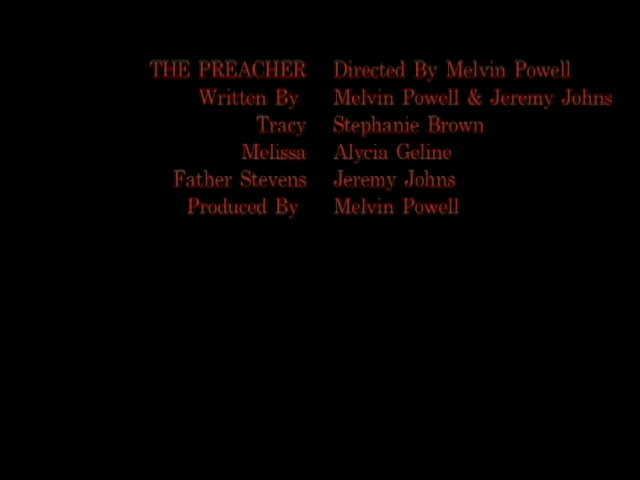 THE PREACHER Directed By Melvin Powell
Written By Melvin Powell & Jeremy Johns
Tracy Stephanie Brown
Melissa Alycia Geline
Father Stevens Jeremy Johns
Produced By Melvin Powell